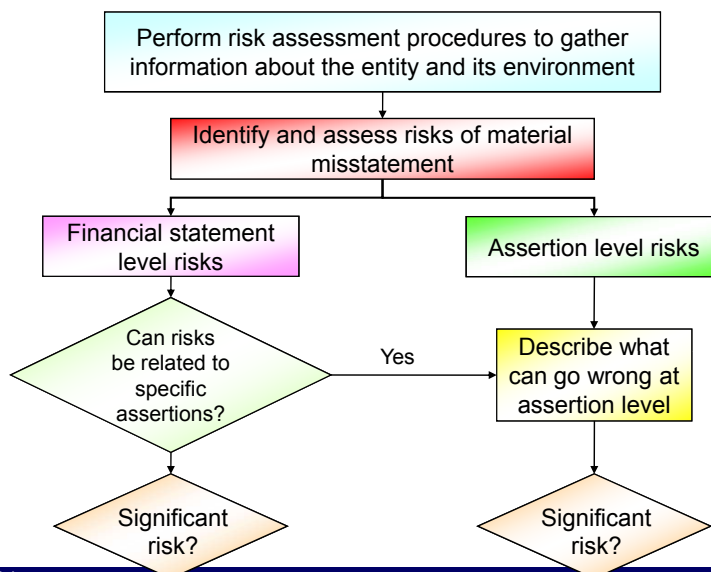 Perform risk assessment procedures to gather
information about the entity and its environment
Identify and assess risks of material
misstatement
Financial statement
level risks
Assertion level risks
Can risks
be related to
specific
assertions?
Yes
Describe what
can go wrong at
assertion level
Significant
risk?
Significant
risk?